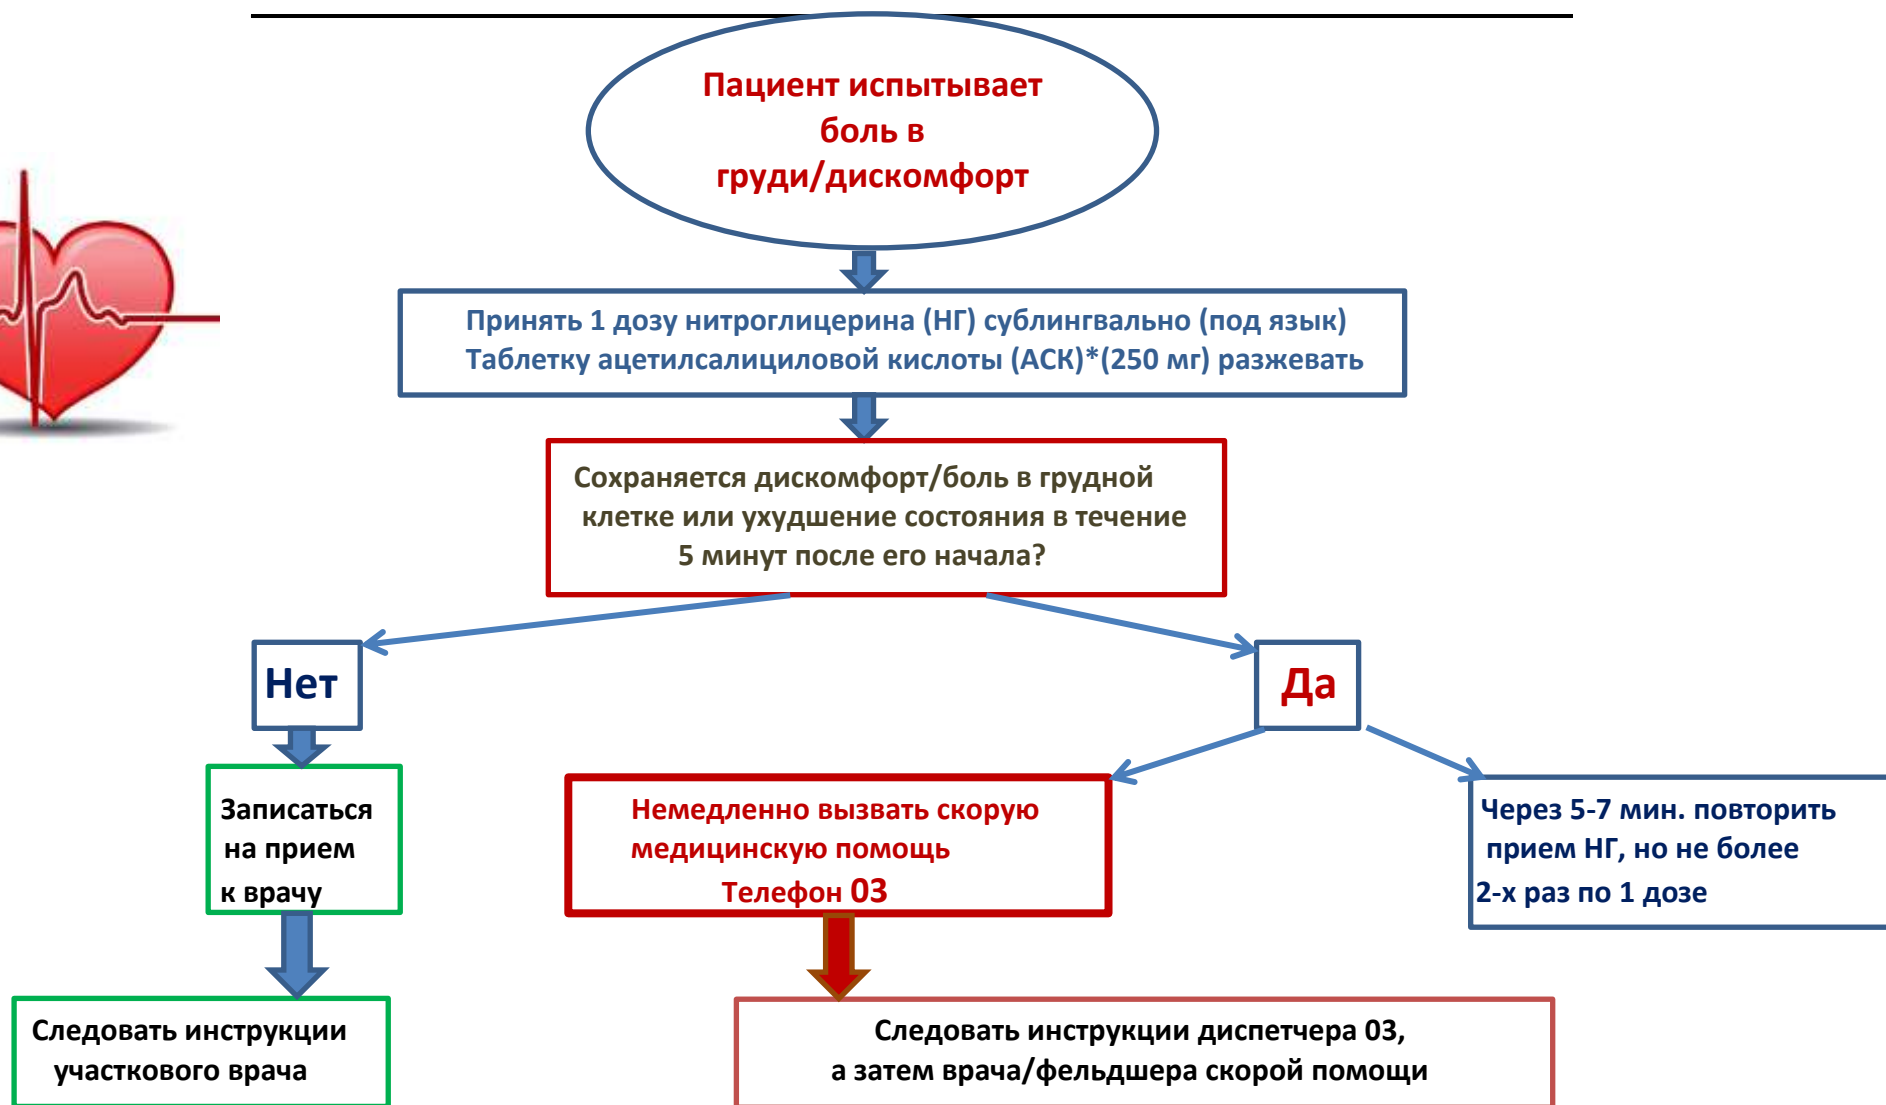 Пациент испытывает
боль в
груди/дискомфорт
Принять 1 дозу нитроглицерина (НГ) сублингвально (под язык)
Таблетку ацетилсалициловой кислоты (АСК)*(250 мг) разжевать
Сохраняется дискомфорт/боль в грудной
клетке или ухудшение состояния в течение
5 минут после его начала?
Нет
Да
Записаться
на прием
к врачу
Немедленно вызвать скорую
медицинскую помощь
Телефон 03
Через 5-7 мин. повторить
прием НГ, но не более
2-х раз по 1 дозе
Следовать инструкции
участкового врача
Следовать инструкции диспетчера 03,
а затем врача/фельдшера скорой помощи